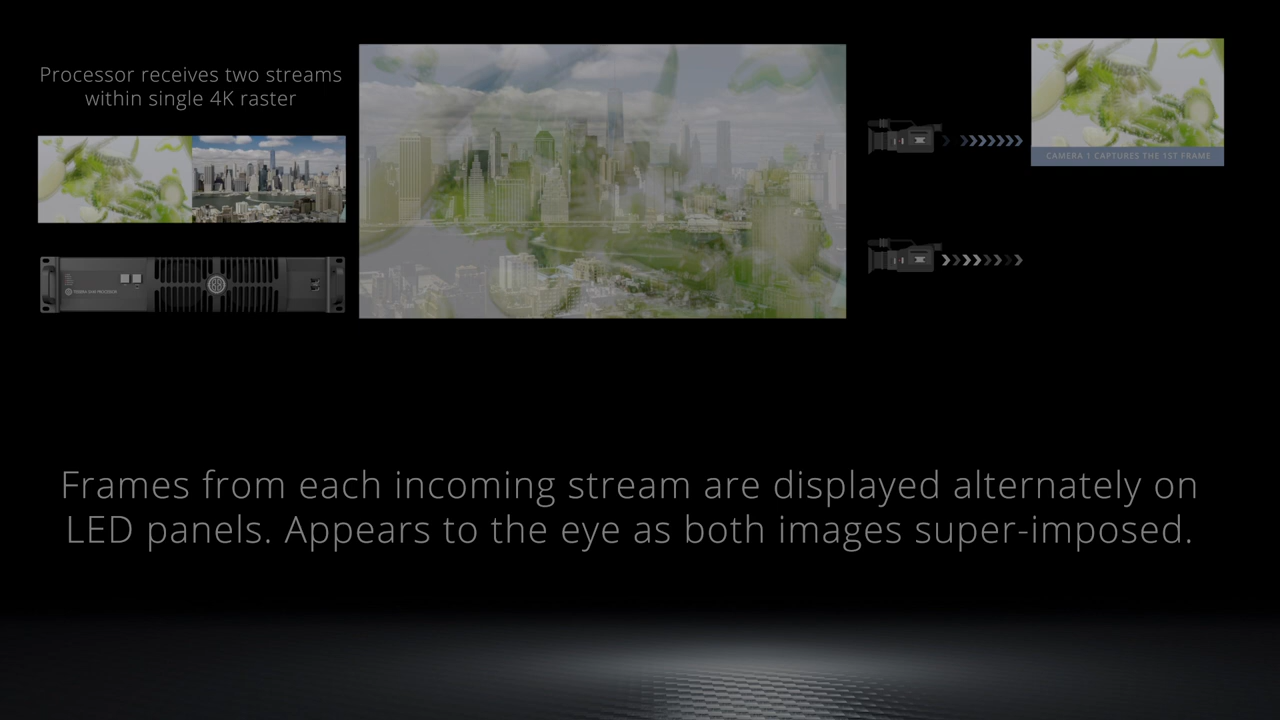 Processor receives two streams
within single 4K raster
CAMERA 1 CAPTURES THE 1ST FRAME
Frames from each incoming stream are displayed alternately on
LED panels. Appears to the eye as both images super-imposed.